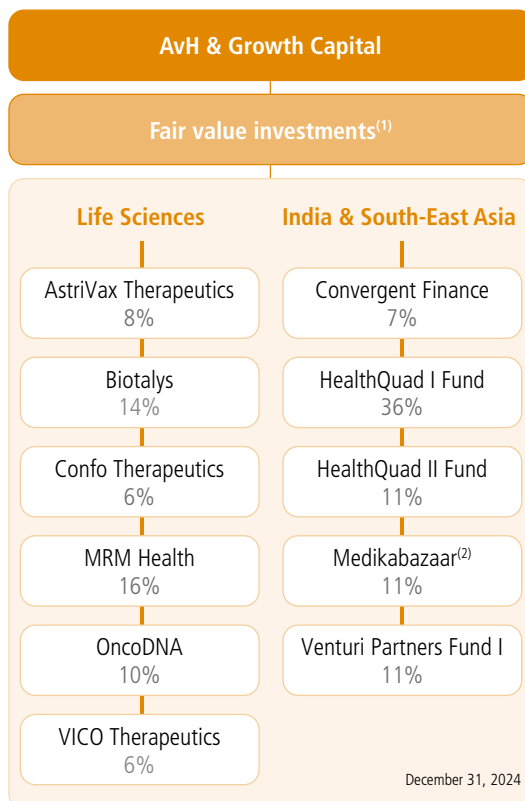 AvH & Growth Capital
Fair value investments(1)
Life Sciences
AstriVax Therapeutics
8%
Biotalys
14%
Confo Therapeutics
6%
MRM Health
16%
OncoDNA
10%
VICO Therapeutics
6%
India & South-East Asia
Convergent Finance
7%
HealthQuad I Fund
36%
HealthQuad II Fund
11%
Medikabazaar(2)
11%
Venturi Partners Fund I
11%
December 31, 2024